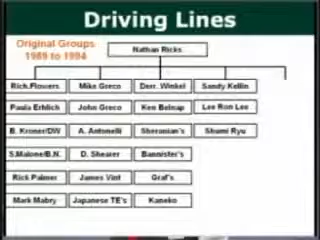 Driving Lines
Original Groups
1989 to 1994
Nathan Ricks
Rich.Flowers Mike Greco Derr. Winkel Sandy Kellin
Paula Erhlich John Greco Ken Belnap Lee Ron Lee
B. Kroner/DW A. Antonelli Sheranian's Shumi Ryu
S.Malone/B.N. D. Shearer Bannister's
Rick Palmer James Vint Graf's
Mark Mabry Japanese TE's Kaneko